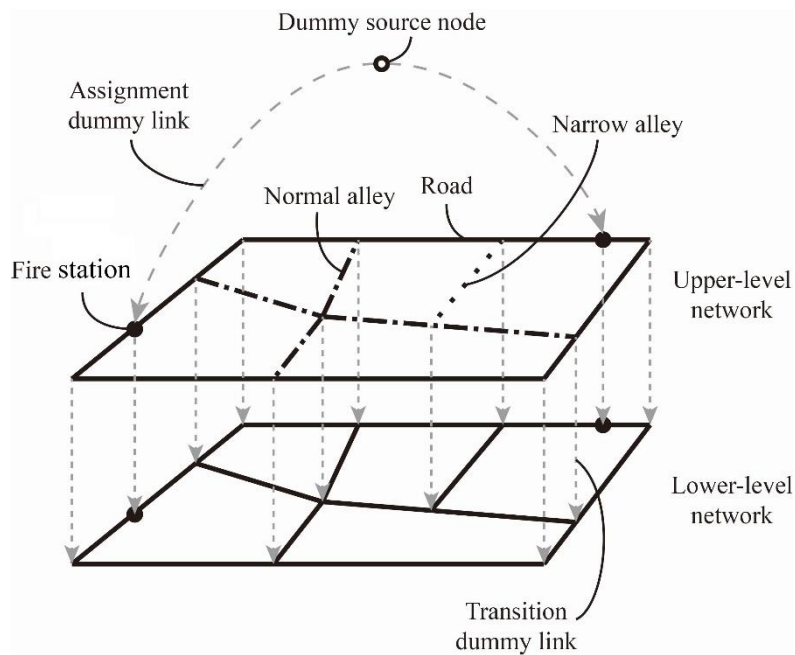 Dummy source node
Assignment
dummy link
Narrow alley
Normal alley
Road
Fire station
Upper-level
network
Lower-level
network
Transition
dummy link